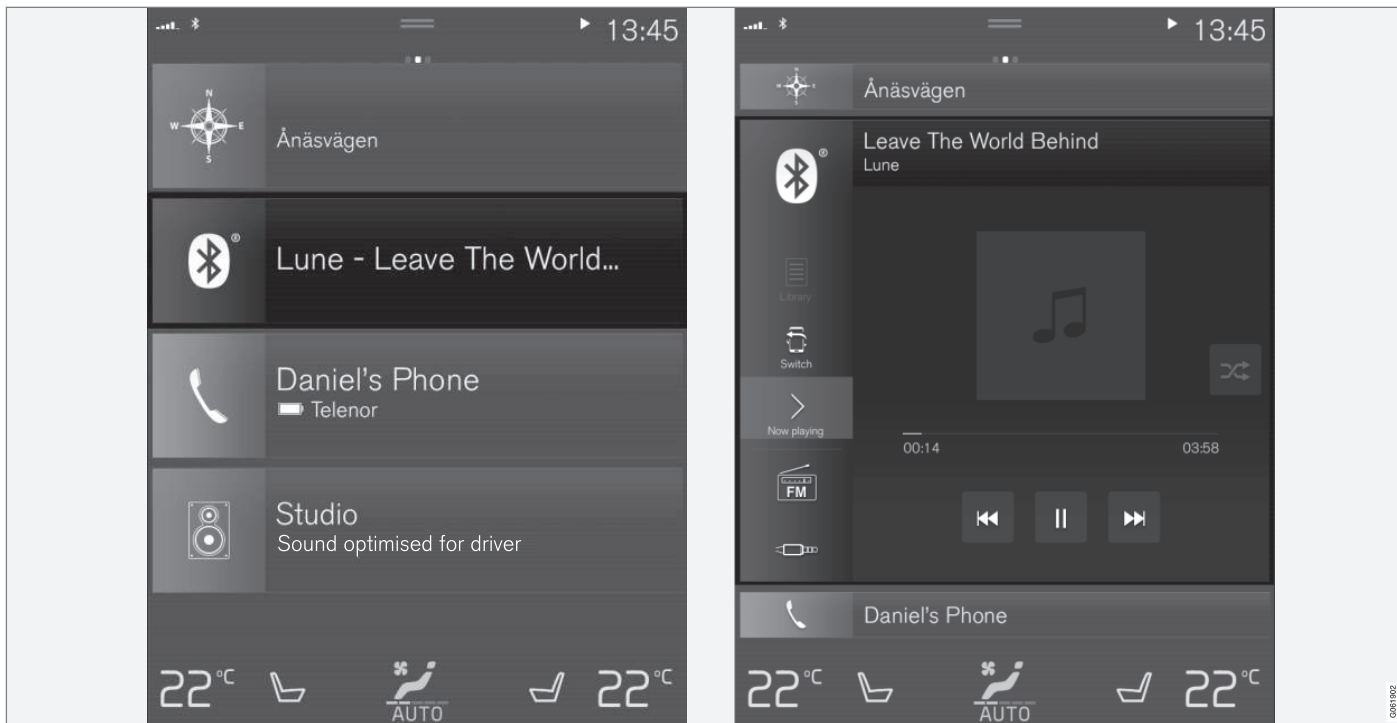 13:45
N
W E
S
Ånäsvägen
®
Lune - Leave The World...
Daniel's Phone
Telenor
Studio
Sound optimised for driver
22°C
AUTO
22°C
13:45
N
W E
S
Ånäsvägen
®
Leave The World Behind
Lune
Library
Switch
Now playing
00:14
03:58
FM
Daniel's Phone
22°C
AUTO
22°C
G051902